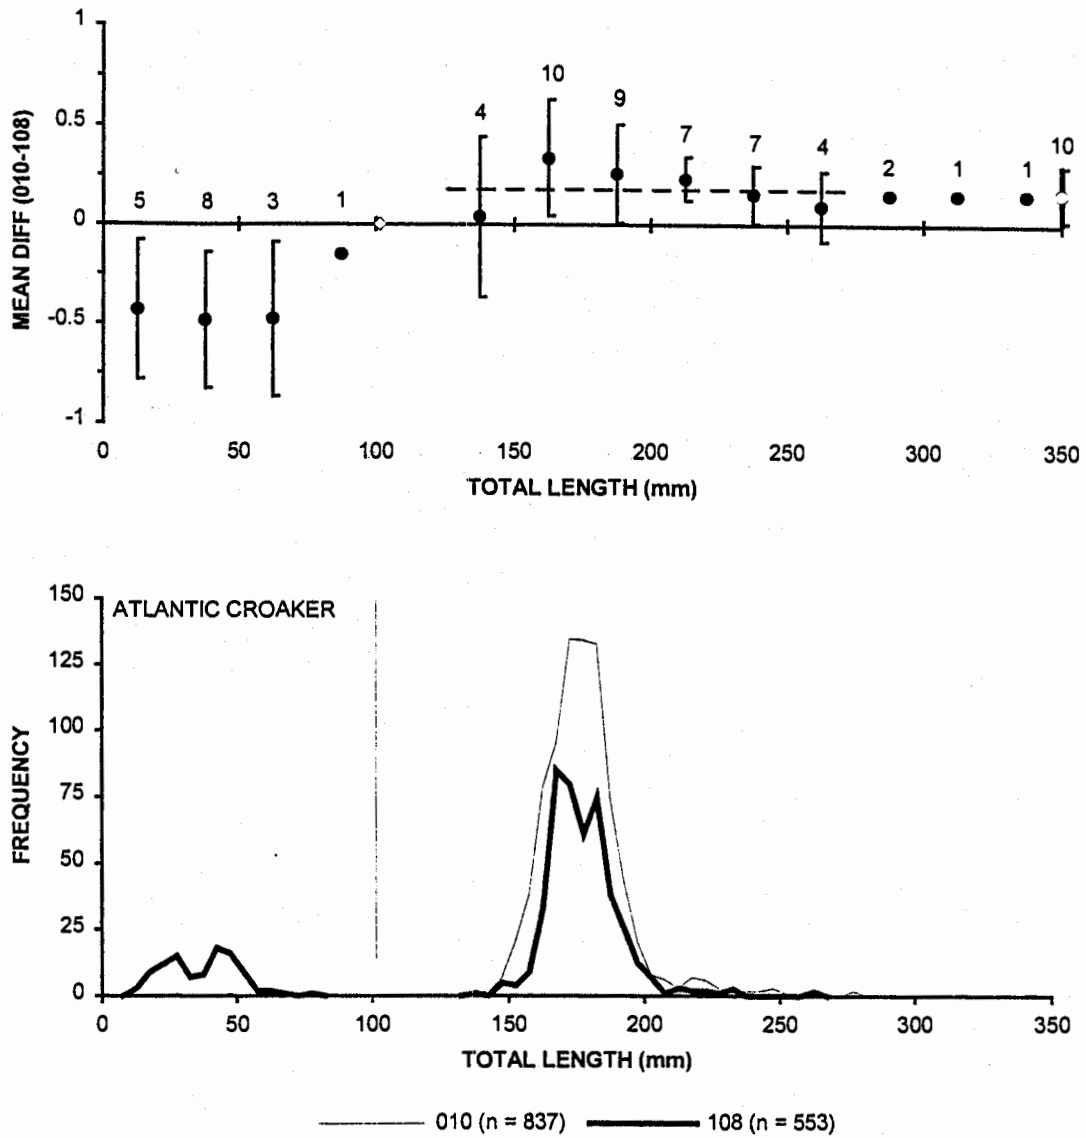 1
0.5
0
-0.5
-1
MEAN DIFF (010-108)
5 8 3 1 4 10 9 7 7 4 2 1 1 10
0 50 100 150 200 250 300 350
TOTAL LENGTH (mm)
ATLANTIC CROAKER
150
125
100
75
50
25
0
FREQUENCY
0 50 100 150 200 250 300 350
TOTAL LENGTH (mm)
010 (n = 837) 108 (n = 553)